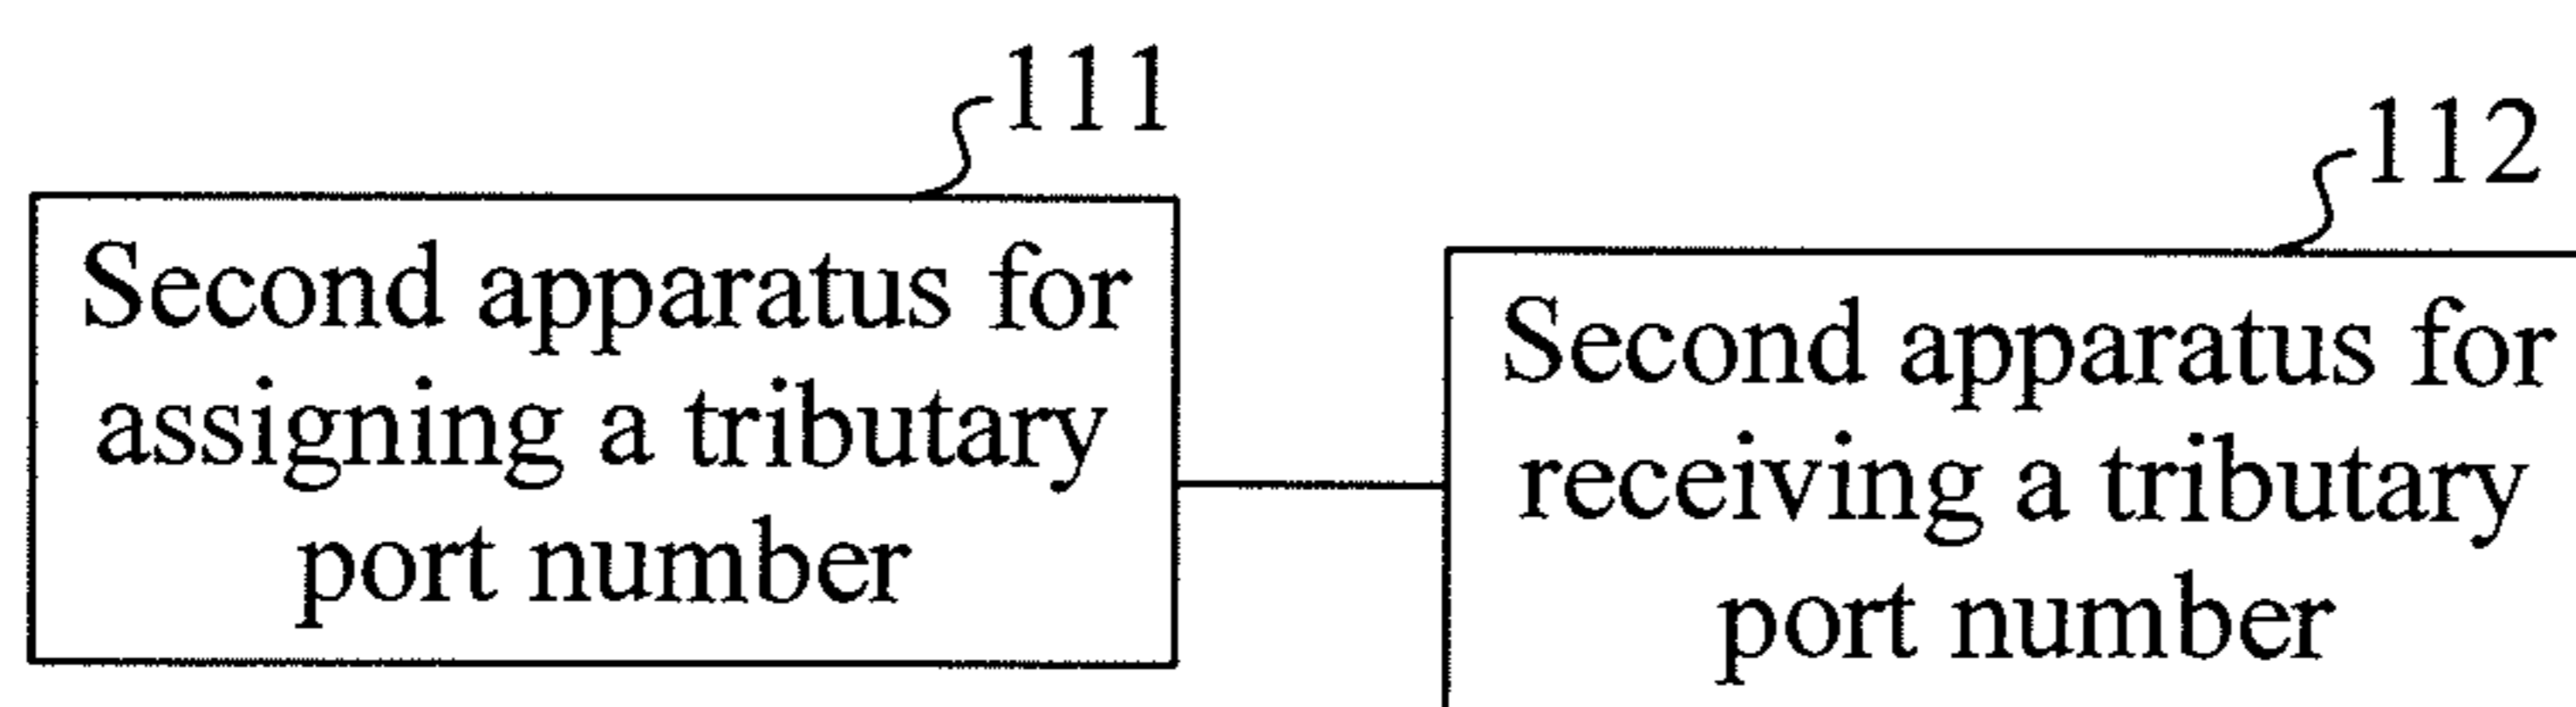 111
Second apparatus for
assigning a tributary
port number
112
Second apparatus for
receiving a tributary
port number